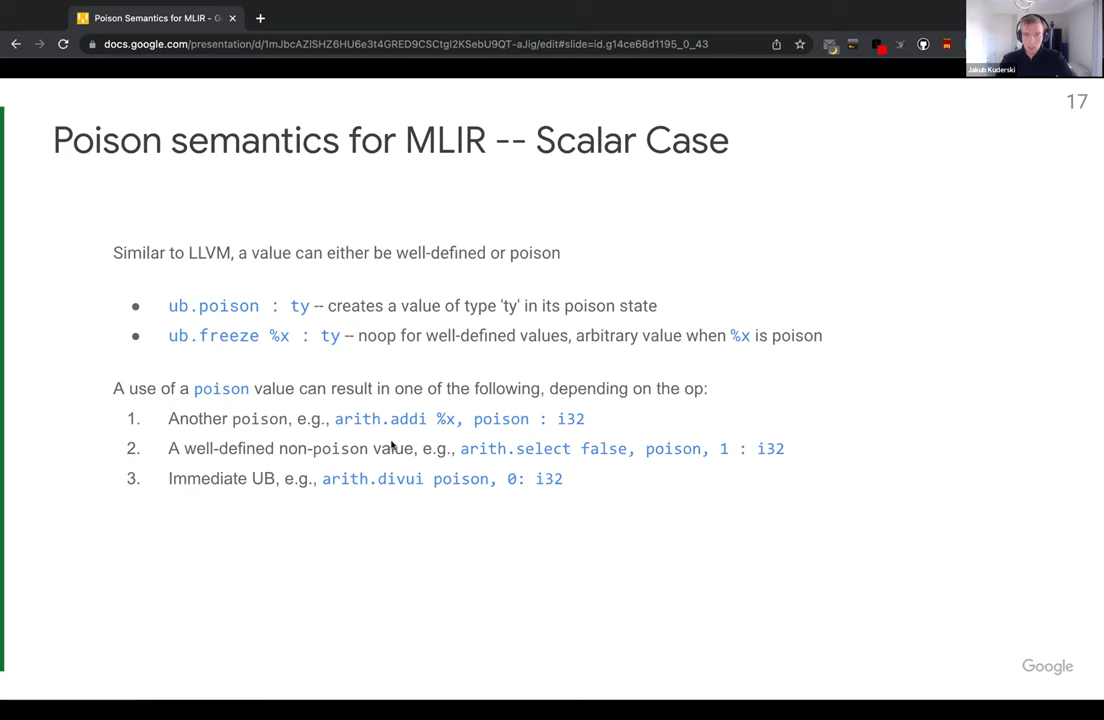 Poison Semantics for MLIR - G
docs.google.com/presentation/d/1mJbcAZISHZ6HU6e3t4GRED9CSCtgI2KSebU9QT-aJig/edit#slide=id.g14ce66d1195_0_43
Jakub Kuderski
17
Poison semantics for MLIR -- Scalar Case
Similar to LLVM, a value can either be well-defined or poison
● ub.poison : ty -- creates a value of type 'ty' in its poison state
● ub.freeze %x : ty -- noop for well-defined values, arbitrary value when %x is poison
A use of a poison value can result in one of the following, depending on the op:
1. Another poison, e.g., arith.addi %x, poison : i32
2. A well-defined non-poison value, e.g., arith.select false, poison, 1 : i32
3. Immediate UB, e.g., arith.divui poison, 0: i32
Google